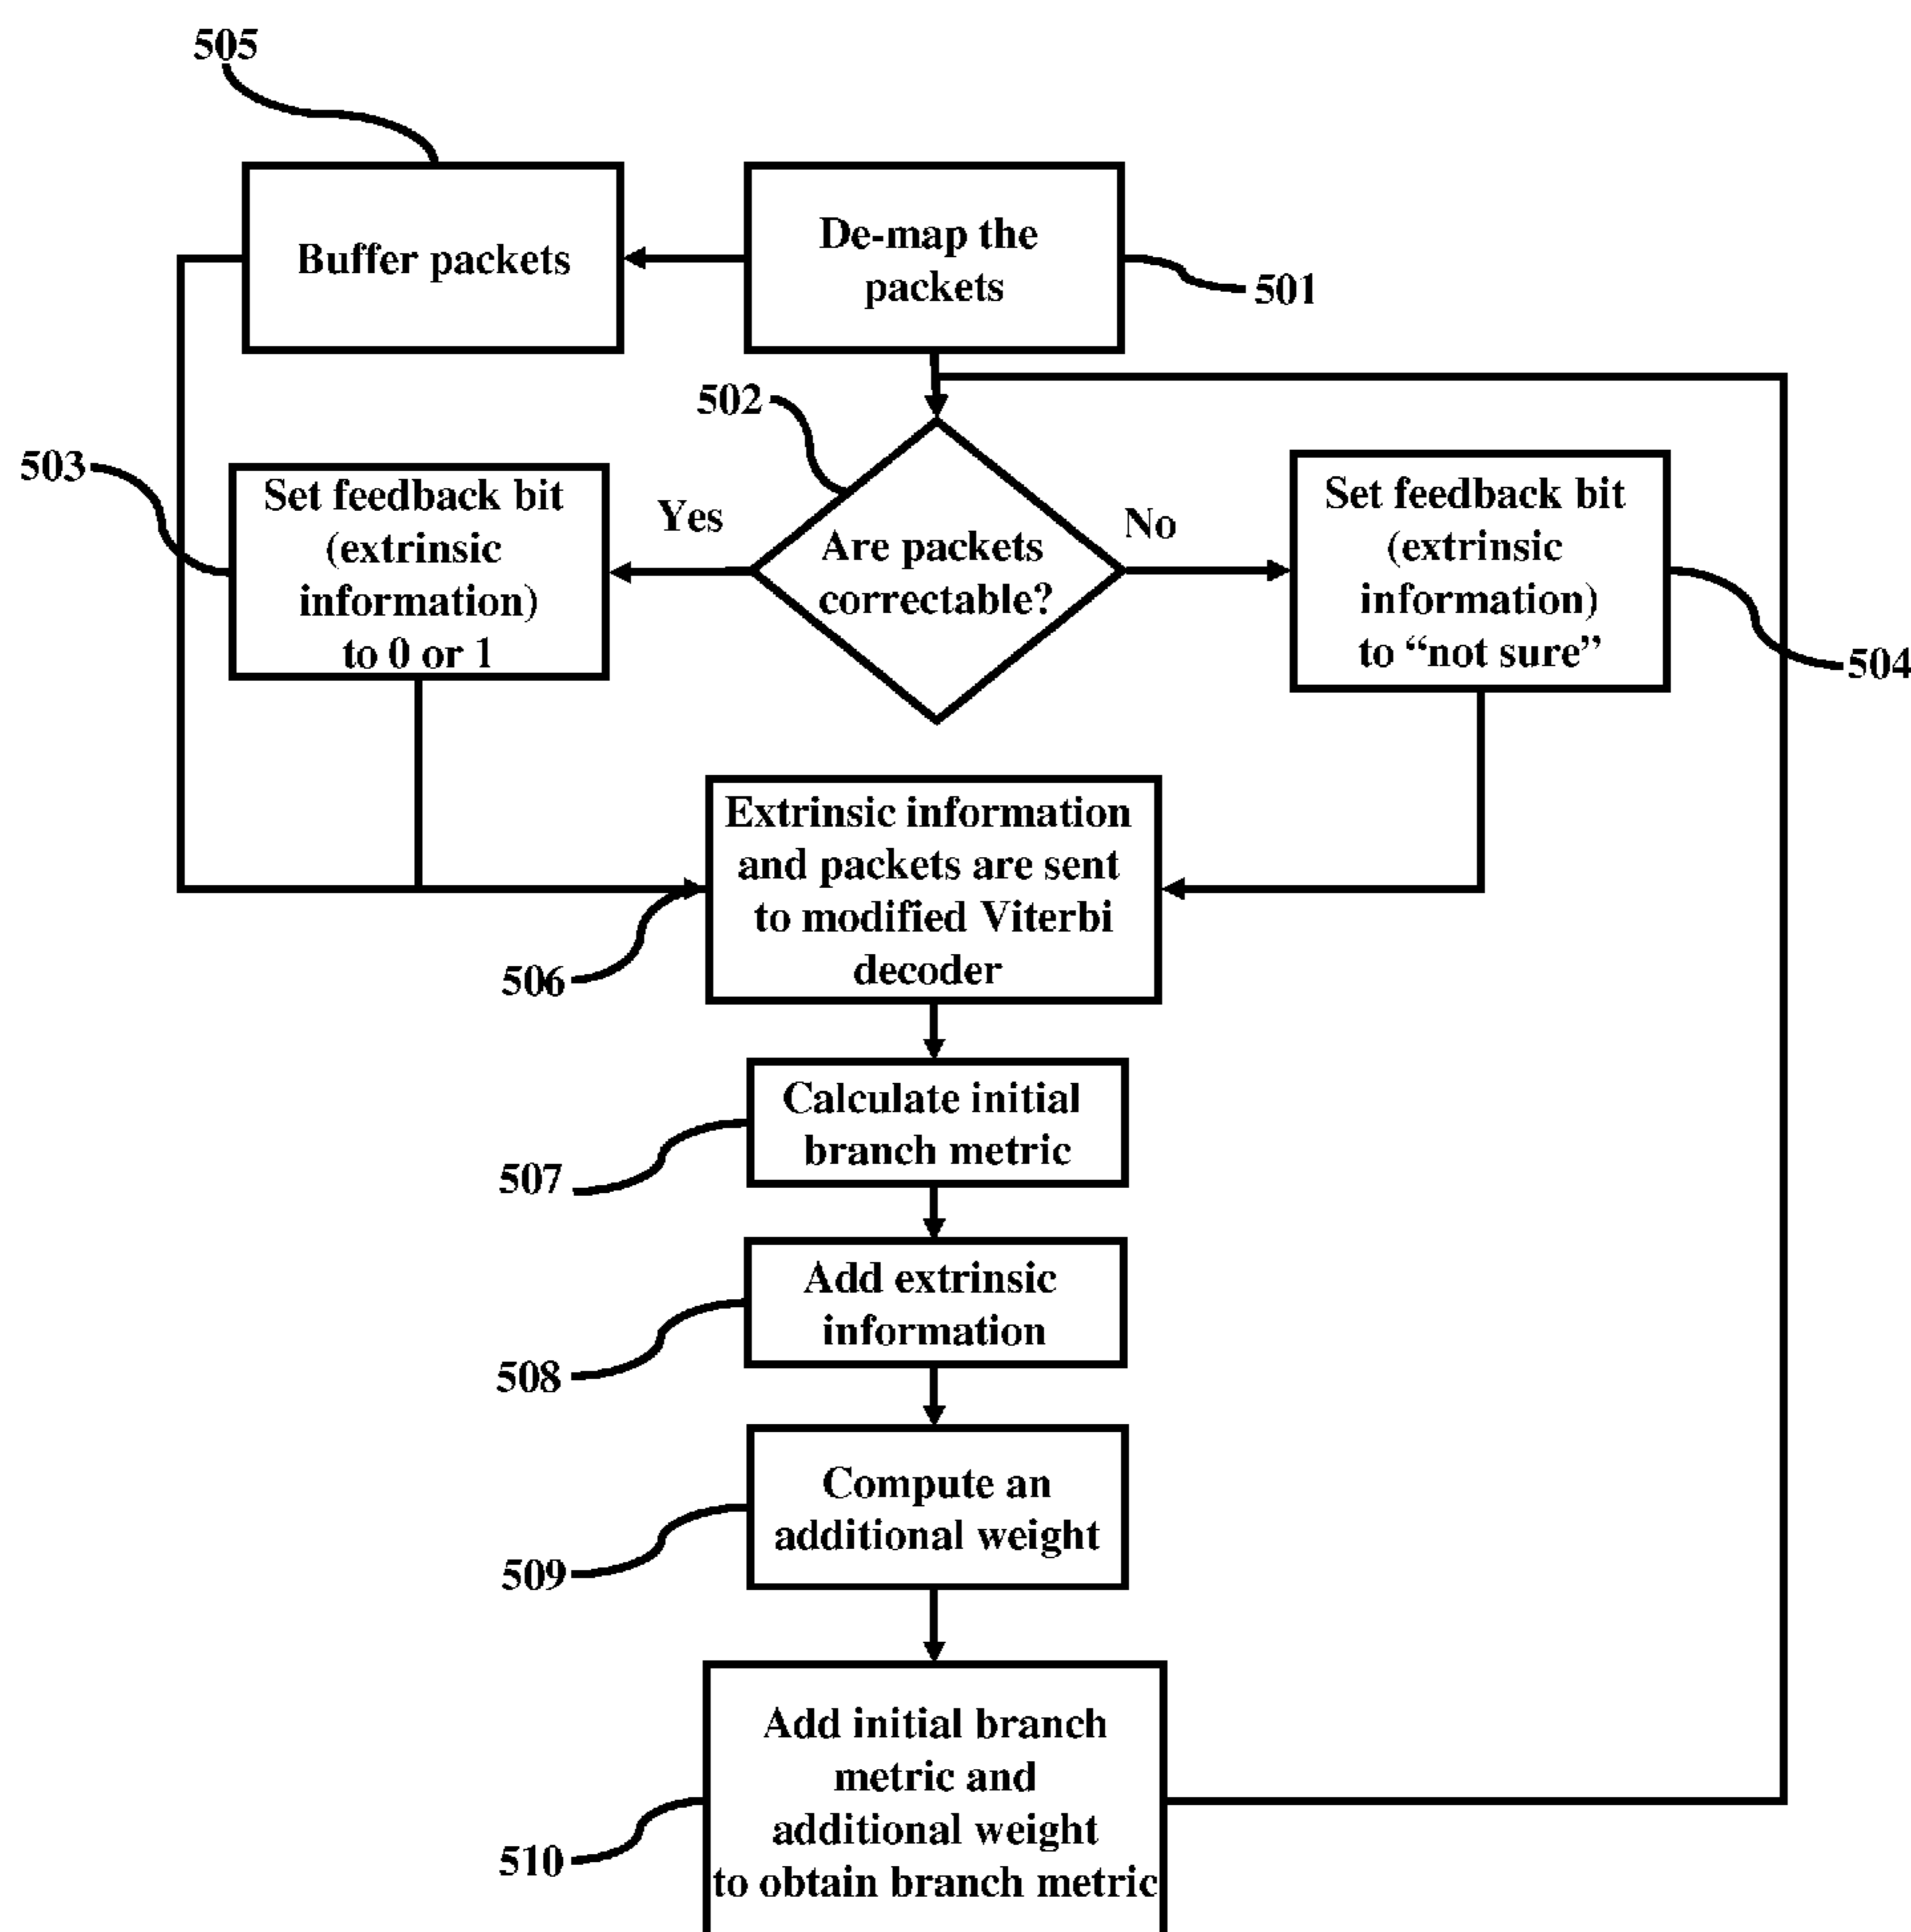 505
Buffer packets
De-map the
packets
501
502
503
Set feedback bit
(extrinsic
information)
to 0 or 1
Yes
Are packets
correctable?
No
Set feedback bit
(extrinsic
information)
to “not sure”
504
Extrinsic information
and packets are sent
to modified Viterbi
decoder
506
Calculate initial
branch metric
507
Add extrinsic
information
508
Compute an
additional weight
509
Add initial branch
metric and
additional weight
to obtain branch metric
510